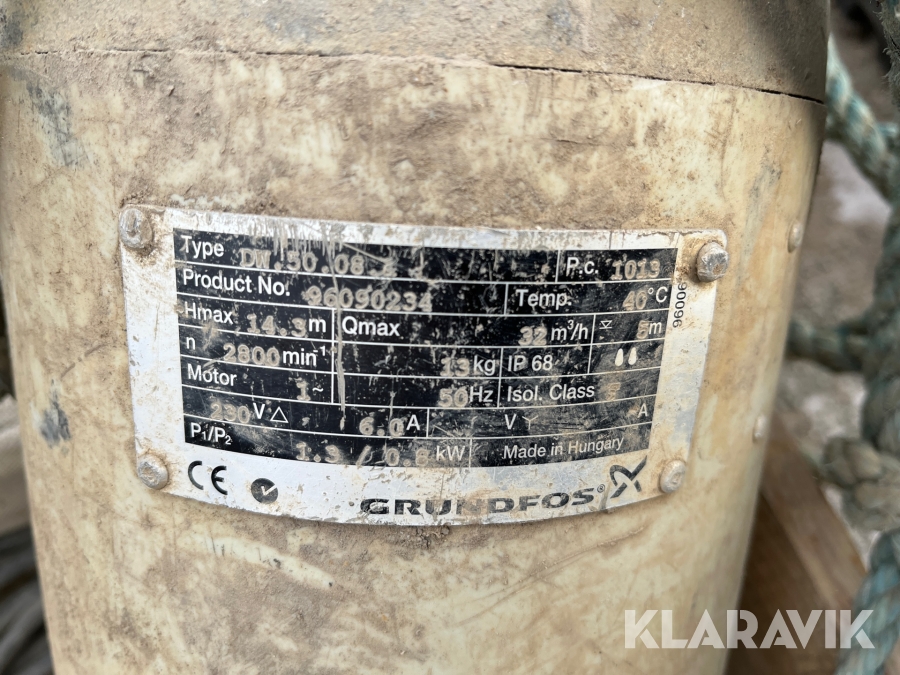 Type DW.50.08. P.c. 1013
Product No. 96090234 Temp. 40°C
Hmax 14.3 m Qmax 32 m³/h 5 m
n 2800 min⁻¹ 13 kg IP 68
Motor 1~ 50 Hz Isol. Class
230 V △ 6.0 A V A
P₁/P₂ 1.3 / 0.8 kW Made in Hungary
CE GRUNDFOS
96006
KLARAVIK